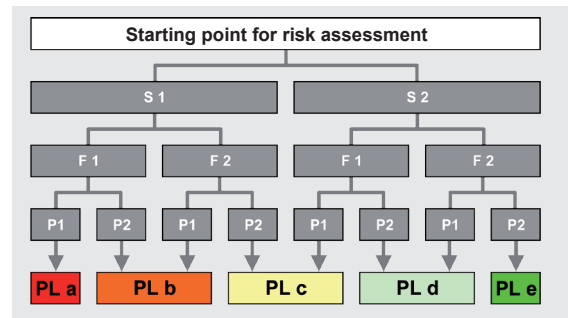 Starting point for risk assessment
S 1 S 2
F 1 F 2 F 1 F 2
P1 P2 P1 P2 P1 P2 P1 P2
PL a PL b PL c PL d PL e